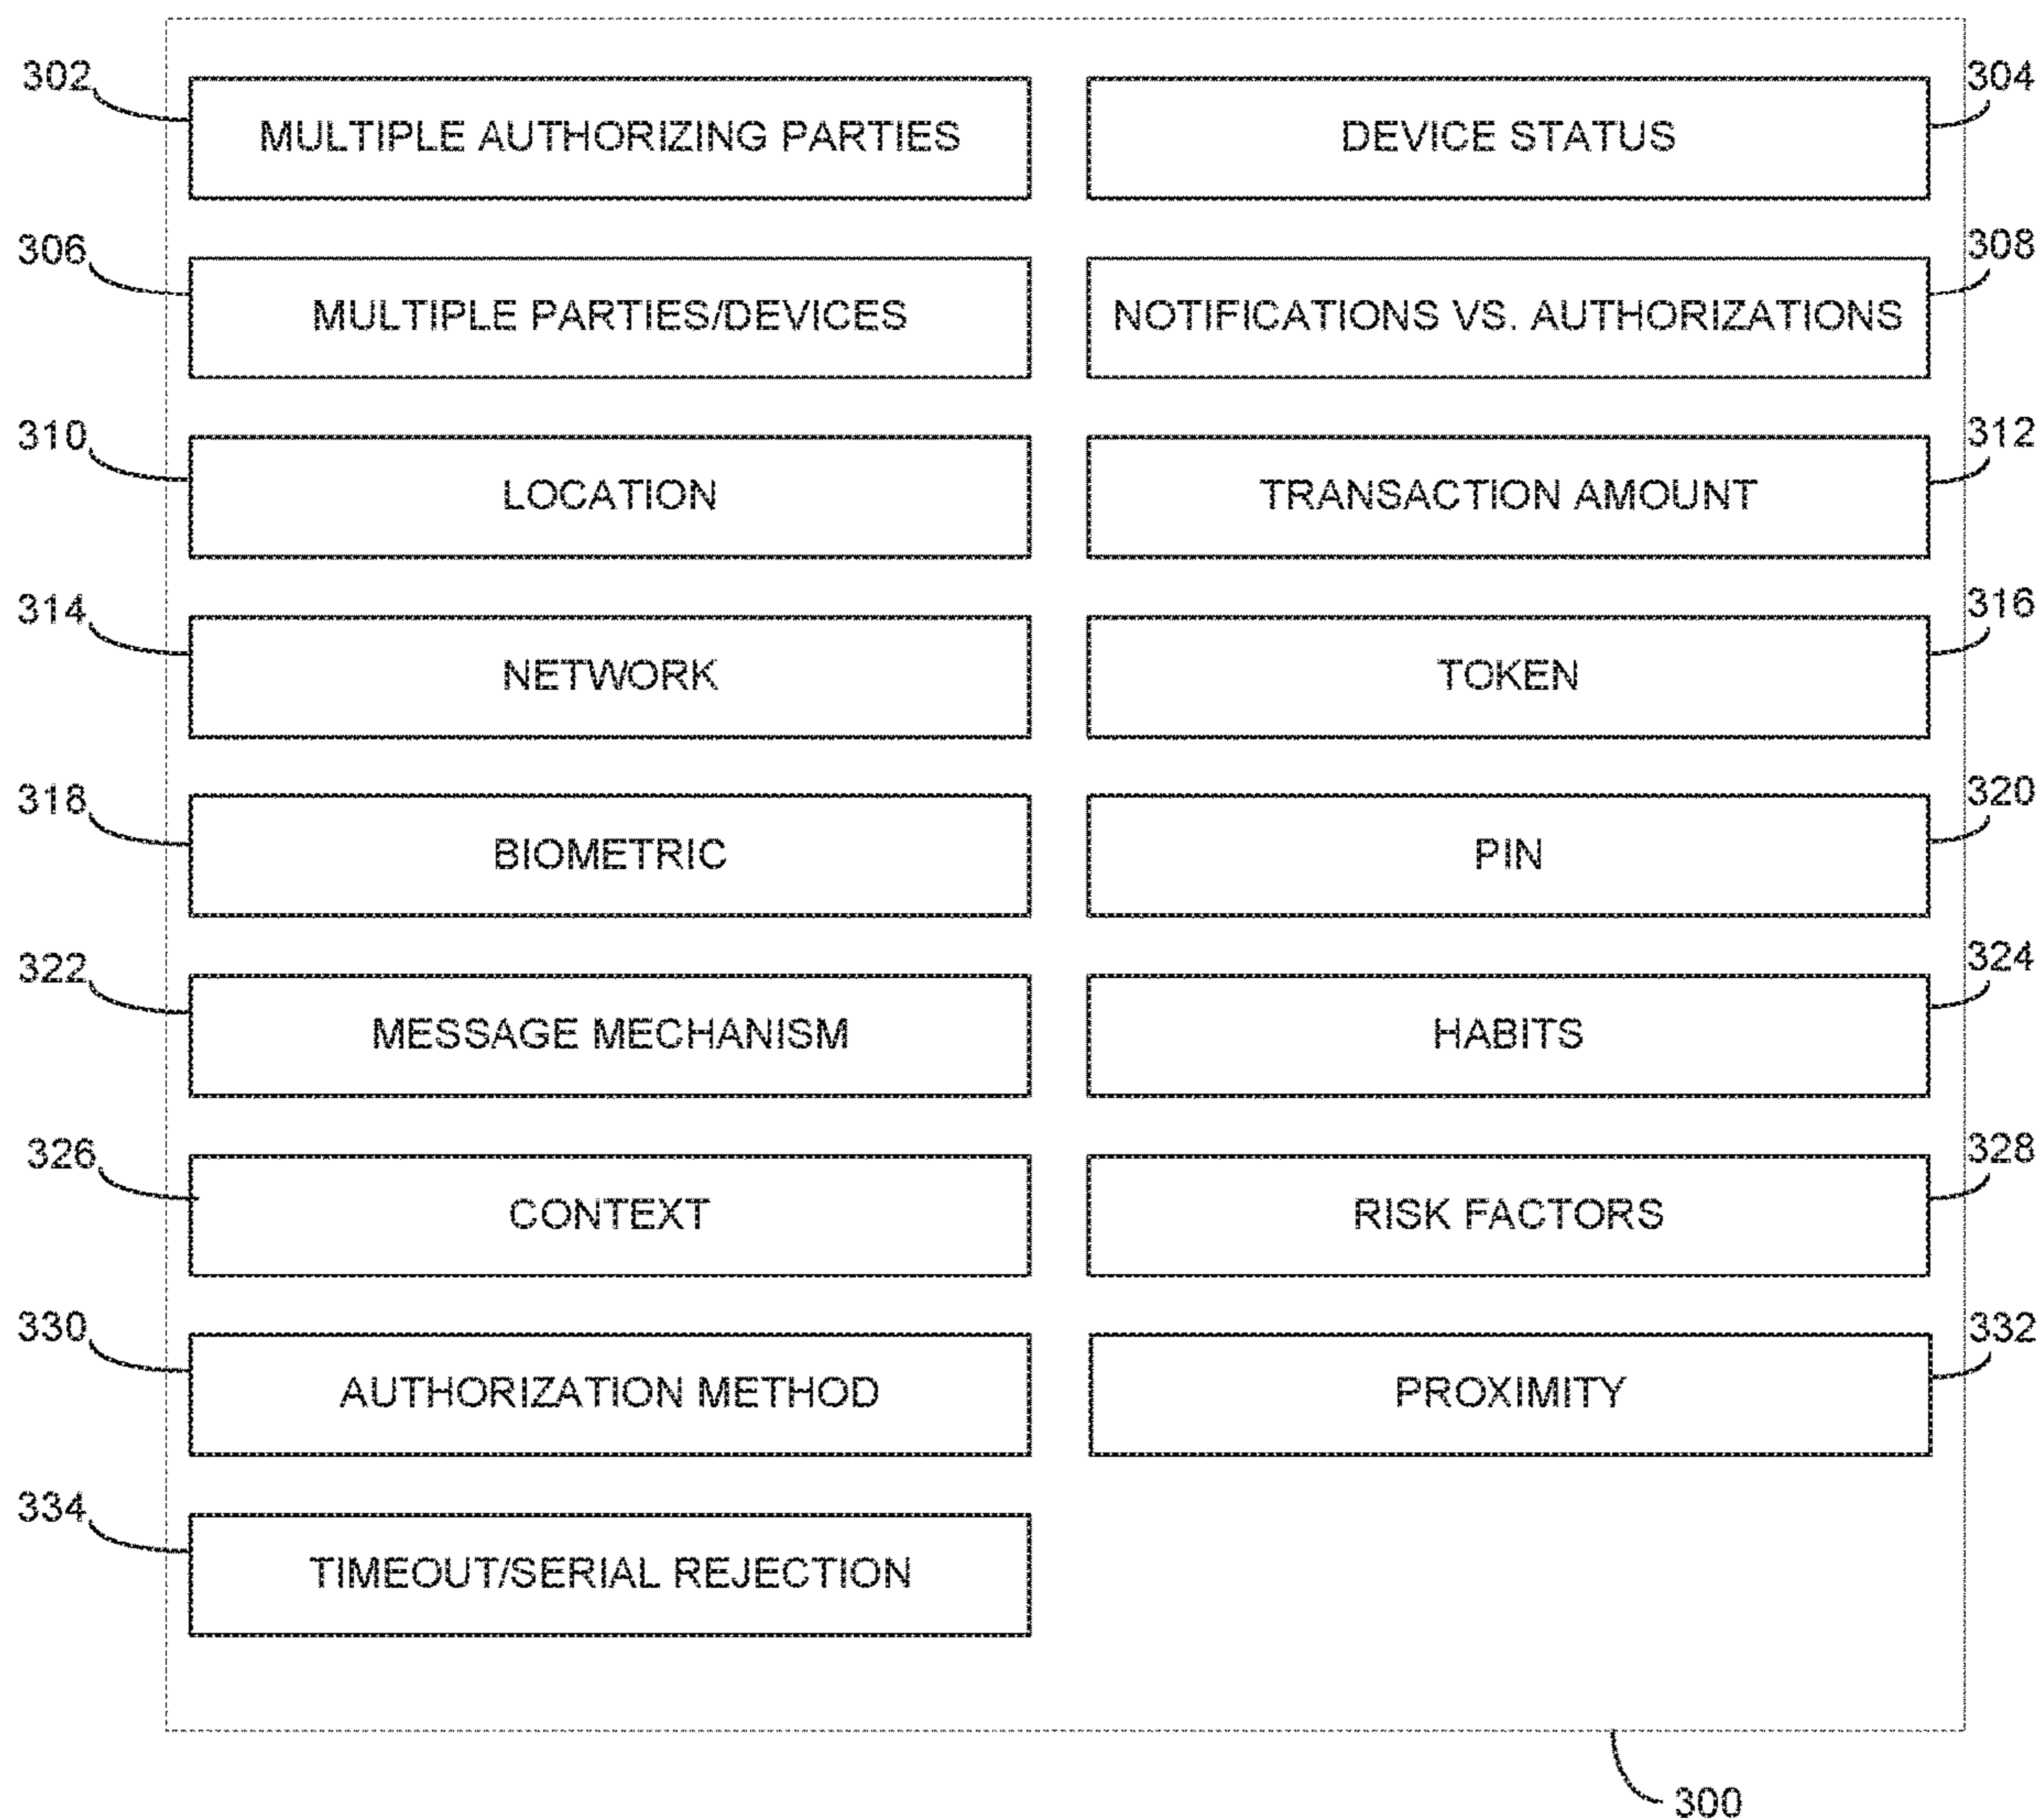 302 MULTIPLE AUTHORIZING PARTIES
DEVICE STATUS 304
306 MULTIPLE PARTIES/DEVICES
NOTIFICATIONS VS. AUTHORIZATIONS 308
310 LOCATION
TRANSACTION AMOUNT 312
314 NETWORK
TOKEN 316
318 BIOMETRIC
PIN 320
322 MESSAGE MECHANISM
HABITS 324
326 CONTEXT
RISK FACTORS 328
330 AUTHORIZATION METHOD
PROXIMITY 332
334 TIMEOUT/SERIAL REJECTION
300